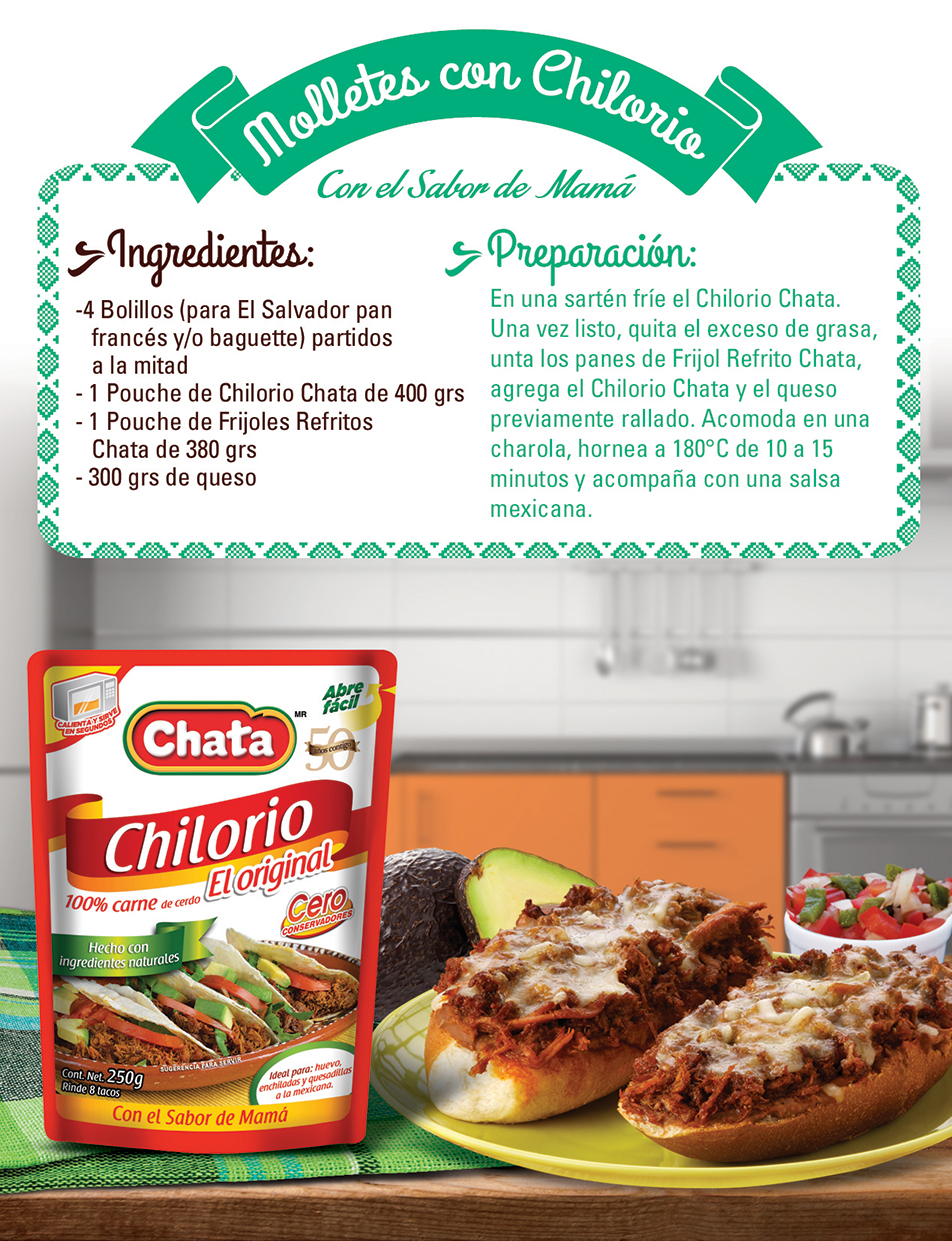 Molletes con Chilorio
Con el Sabor de Mamá
Ingredientes:
-4 Bolillos (para El Salvador pan
francés y/o baguette) partidos
a la mitad
- 1 Pouche de Chilorio Chata de 400 grs
- 1 Pouche de Frijoles Refritos
Chata de 380 grs
- 300 grs de queso
Preparación:
En una sartén fríe el Chilorio Chata.
Una vez listo, quita el exceso de grasa,
unta los panes de Frijol Refrito Chata,
agrega el Chilorio Chata y el queso
previamente rallado. Acomoda en una
charola, hornea a 180°C de 10 a 15
minutos y acompaña con una salsa
mexicana.
CALIENTA Y SIRVE
EN SEGUNDOS
Abre
fácil
Chata
MR
50
años contigo
Chilorio
El original
100% carne de cerdo
Cero
CONSERVADORES
Hecho con
ingredientes naturales
SUGERENCIA PARA SERVIR
Cont. Net. 250g
Rinde 8 tacos
Ideal para: huevo,
enchiladas y quesadillas
a la mexicana.
Con el Sabor de Mamá